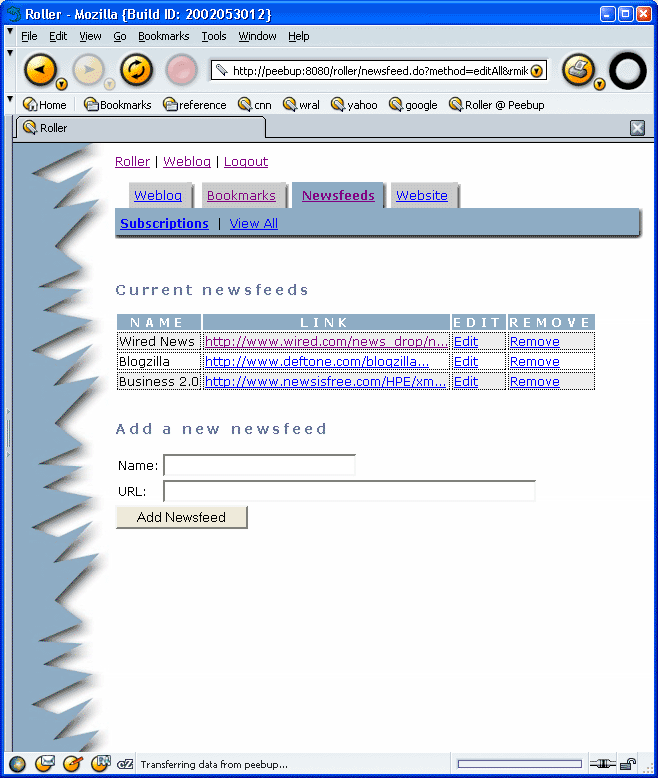 Roller - Mozilla {Build ID: 2002053012}
File Edit View Go Bookmarks Tools Window Help
http://peebup:8080/roller/newsfeed.do?method=editAll&rmik
Home Bookmarks reference cnn wral yahoo google Roller @ Peebup
Roller
Roller | Weblog | Logout
Weblog Bookmarks Newsfeeds Website
Subscriptions | View All
Current newsfeeds
NAME LINK EDIT REMOVE
Wired News http://www.wired.com/news_drop/n... Edit Remove
Blogzilla http://www.deftone.com/blogzilla... Edit Remove
Business 2.0 http://www.newsisfree.com/HPE/xm... Edit Remove
Add a new newsfeed
Name:
URL:
Add Newsfeed
Transferring data from peebup...